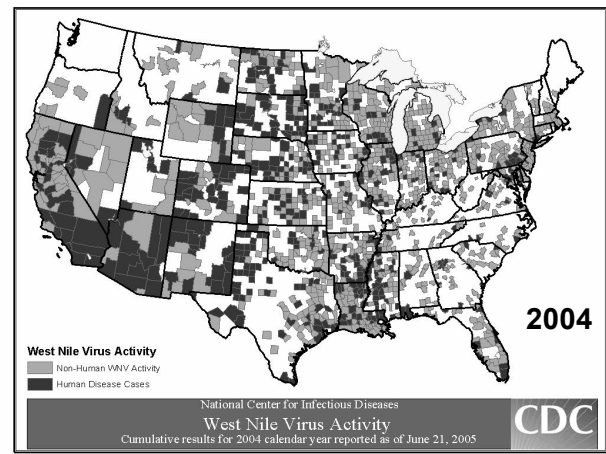 2004
West Nile Virus Activity
Non-Human WNV Activity
Human Disease Cases
National Center for Infectious Diseases
West Nile Virus Activity
Cumulative results for 2004 calendar year reported as of June 21, 2005
CDC